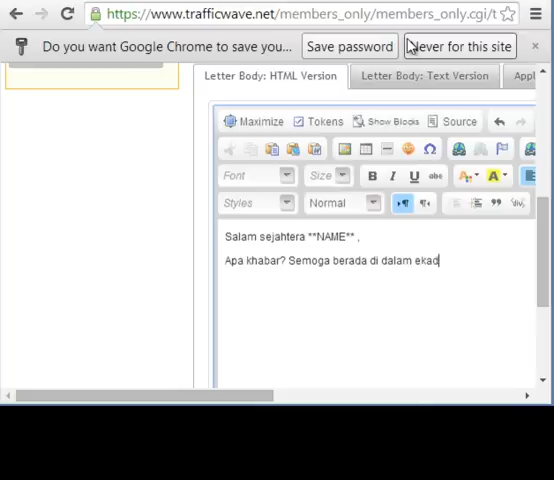 https://www.trafficwave.net/members_only/members_only.cgi/t
Do you want Google Chrome to save you... Save password Never for this site ×
Letter Body: HTML Version Letter Body: Text Version Appl
Maximize Tokens Show Blocks Source
Font Size B I U abc A
Styles Normal
Salam sejahtera **NAME** ,
Apa khabar? Semoga berada di dalam ekad